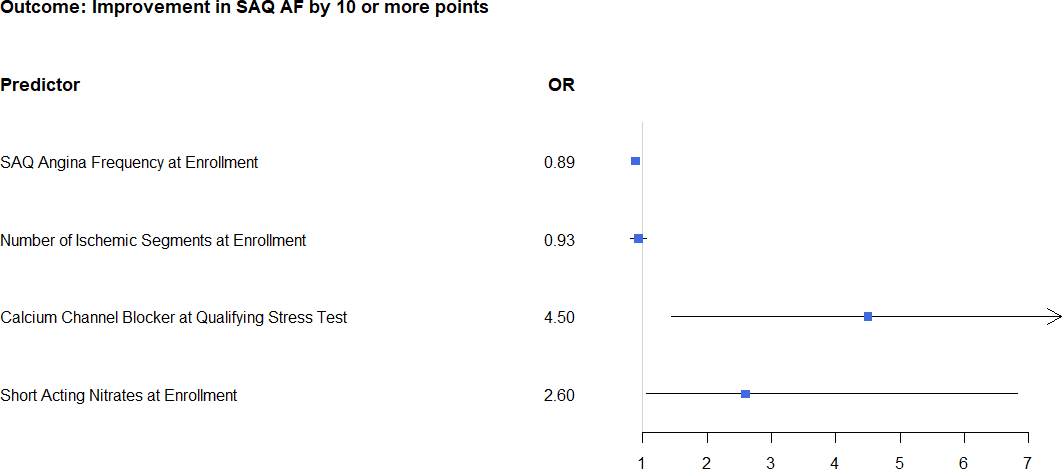 Outcome: Improvement in SAQ AF by 10 or more points
Predictor OR
SAQ Angina Frequency at Enrollment 0.89
Number of Ischemic Segments at Enrollment 0.93
Calcium Channel Blocker at Qualifying Stress Test 4.50
Short Acting Nitrates at Enrollment 2.60
1 2 3 4 5 6 7